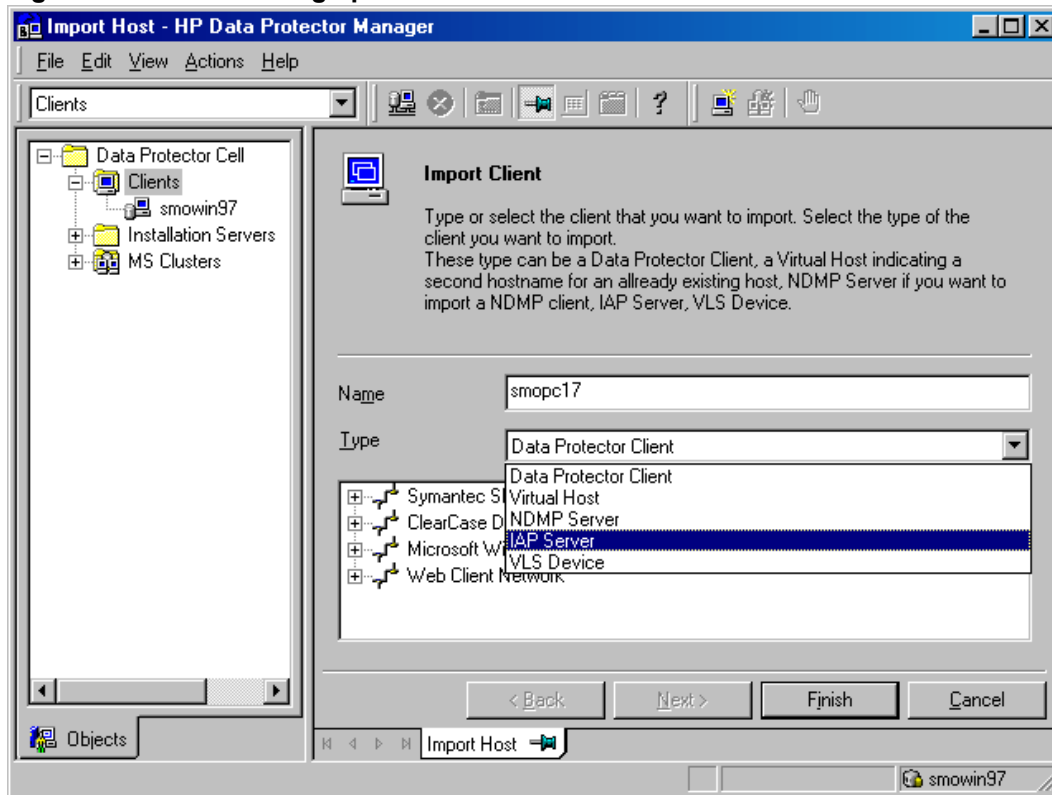 Import Host - HP Data Protector Manager
File Edit View Actions Help
Clients
Data Protector Cell
Clients
smowin97
Installation Servers
MS Clusters
Objects
Import Client
Type or select the client that you want to import. Select the type of the
client you want to import.
These type can be a Data Protector Client, a Virtual Host indicating a
second hostname for an allready existing host, NDMP Server if you want to
import a NDMP client, IAP Server, VLS Device.
Name smopc17
Type Data Protector Client
Data Protector Client
Virtual Host
NDMP Server
IAP Server
VLS Device
Symantec
ClearCase
Microsoft
Web Client Network
< Back Next > Finish Cancel
Import Host
smowin97